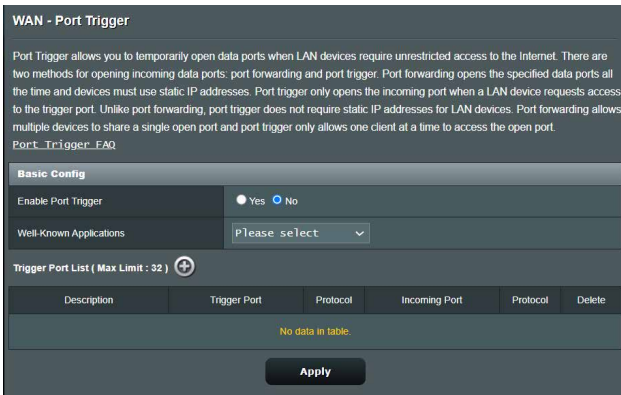 WAN - Port Trigger
Port Trigger allows you to temporarily open data ports when LAN devices require unrestricted access to the Internet. There are
two methods for opening incoming data ports: port forwarding and port trigger. Port forwarding opens the specified data ports all
the time and devices must use static IP addresses. Port trigger only opens the incoming port when a LAN device requests access
to the trigger port. Unlike port forwarding, port trigger does not require static IP addresses for LAN devices. Port forwarding allows
multiple devices to share a single open port and port trigger only allows one client at a time to access the open port.
Port Trigger FAQ
Basic Config
Enable Port Trigger Yes No
Well-Known Applications Please select
Trigger Port List ( Max Limit : 32 )
Description Trigger Port Protocol Incoming Port Protocol Delete
No data in table.
Apply